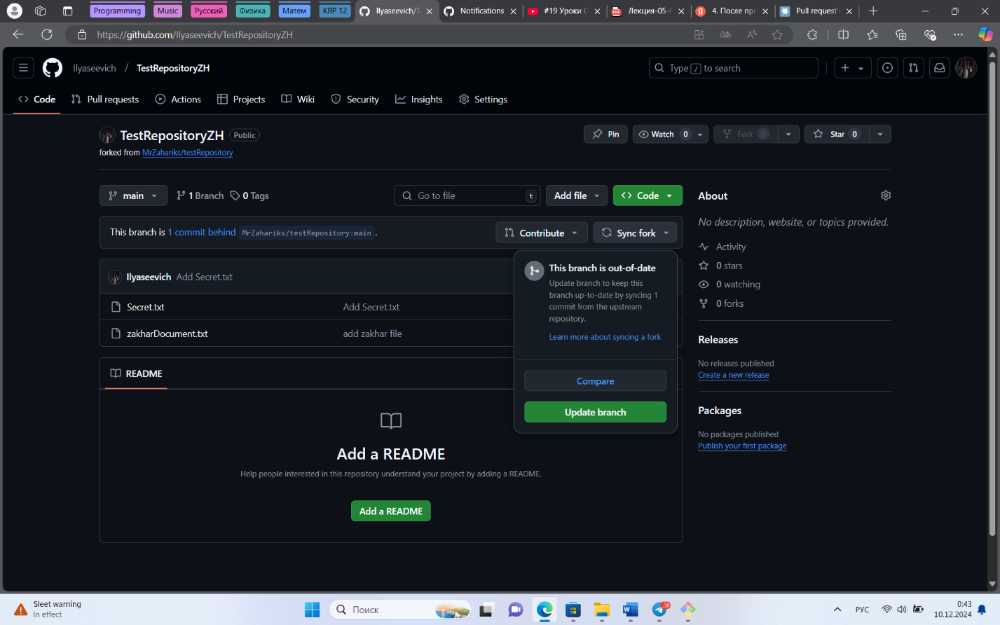 Programming Music Русский Физика Матем КЯР 12 Ilyaseevich/T Notifications #19 Уроки G Лекция-05-G 4. После при Pull request'
https://github.com/Ilyaseevich/TestRepositoryZH
Ilyaseevich / TestRepositoryZH Type / to search
Code Pull requests Actions Projects Wiki Security Insights Settings
TestRepositoryZH Public Pin Watch 0 Fork 0 Star 0
forked from MrZahariks/testRepository
main 1 Branch 0 Tags Go to file t Add file Code
This branch is 1 commit behind MrZahariks/testRepository:main . Contribute Sync fork
This branch is out-of-date
Update branch to keep this
branch up-to-date by syncing 1
commit from the upstream
repository.
Learn more about syncing a fork
Compare
Update branch
Ilyaseevich Add Secret.txt
Secret.txt Add Secret.txt
zakharDocument.txt add zakhar file
README
Add a README
Help people interested in this repository understand your project by adding a README.
Add a README
About
No description, website, or topics provided.
Activity
0 stars
0 watching
0 forks
Releases
No releases published
Create a new release
Packages
No packages published
Publish your first package
Sleet warning
In effect
Поиск
38
РУС
0:43
10.12.2024